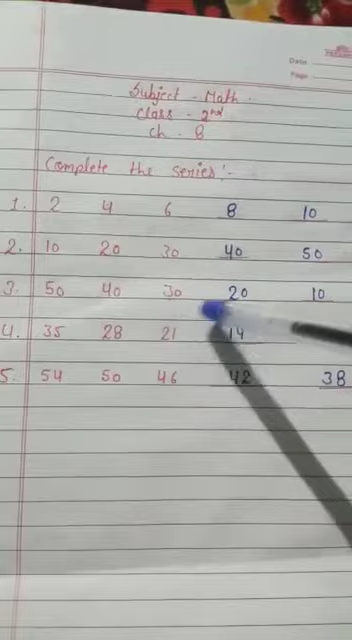 Date
Page
Subject - Math
Class - 2nd
Ch - 8
Complete the series:-
1. 2 4 6 8 10
2. 10 20 30 40 50
3. 50 40 30 20 10
4. 35 28 21 14
5. 54 50 46 42 38